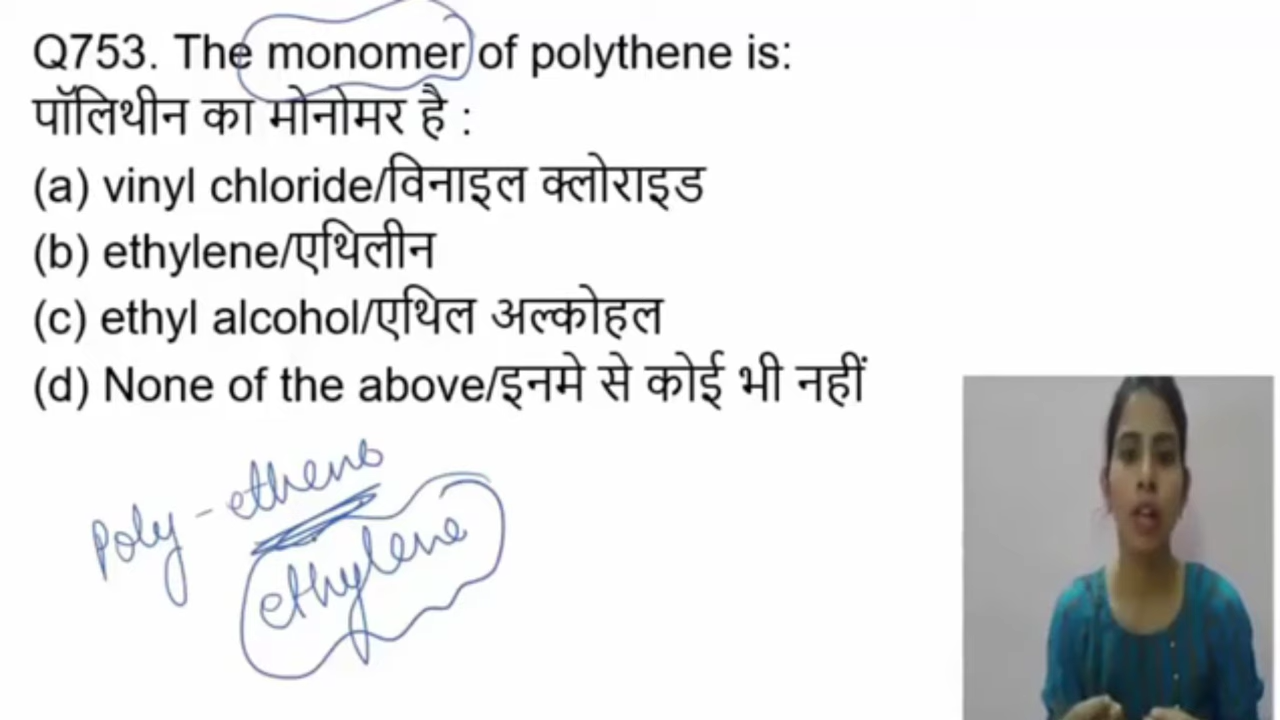 Q753. The monomer of polythene is:
पॉलिथीन का मोनोमर है :
(a) vinyl chloride/विनाइल क्लोराइड
(b) ethylene/एथिलीन
(c) ethyl alcohol/एथिल अल्कोहल
(d) None of the above/इनमे से कोई भी नहीं
Poly - ethene
ethylene